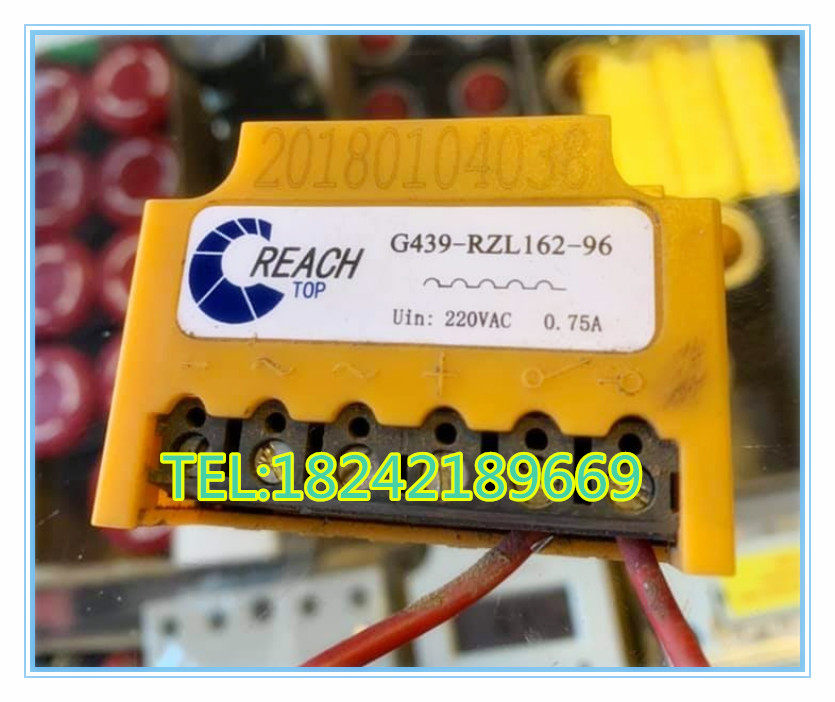 20180104038
REACH
TOP
G439-RZL162-96
Uin: 220VAC 0.75A
- ~ ~ +
TEL:18242189669